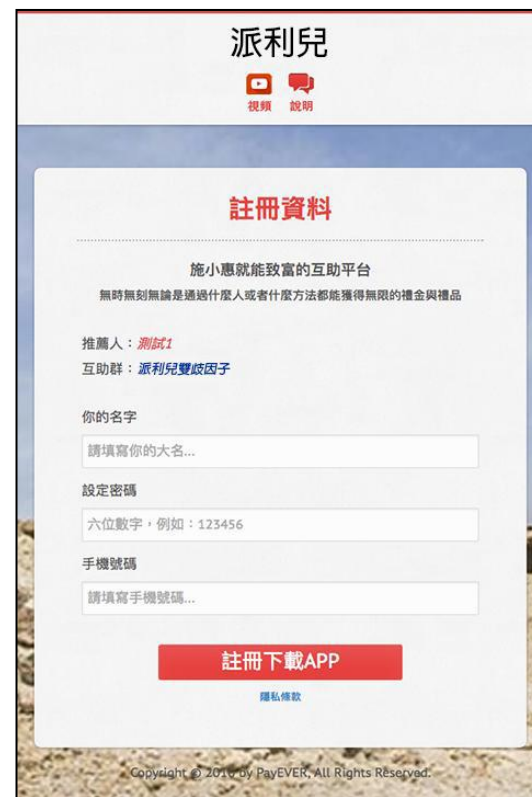 派利兒
視頻 說明
註冊資料
施小惠就能致富的互助平台
無時無刻無論是通過什麼人或者什麼方法都能獲得無限的禮金與禮品
推薦人：測試1
互助群：派利兒雙歧因子
你的名字
請填寫你的大名...
設定密碼
六位數字，例如：123456
手機號碼
請填寫手機號碼...
註冊下載APP
隱私條款
Copyright @ 2016 by PayEVER, All Rights Reserved.